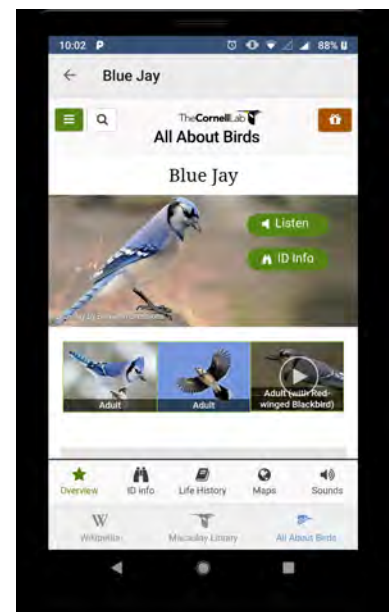 10:02 P 88%
Blue Jay
TheCornellLab
All About Birds
Blue Jay
Listen
ID Info
Adult
Adult
Adult (with Red-
winged Blackbird)
Overview ID info Life History Maps Sounds
Wikipedia Macaulay Library All About Birds